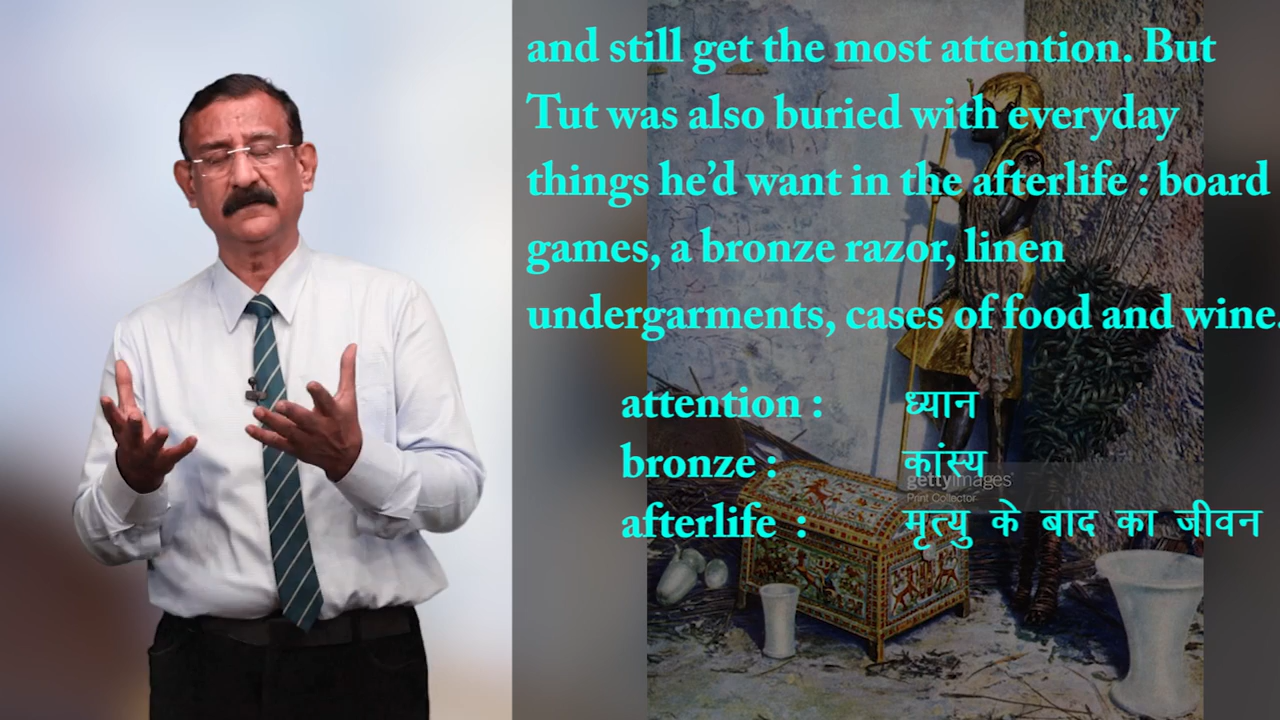 and still get the most attention. But
Tut was also buried with everyday
things he’d want in the afterlife : board
games, a bronze razor, linen
undergarments, cases of food and wine.
attention : ध्यान
bronze : कांस्य
gettyimages
Print Collector
afterlife : मृत्यु के बाद का जीवन